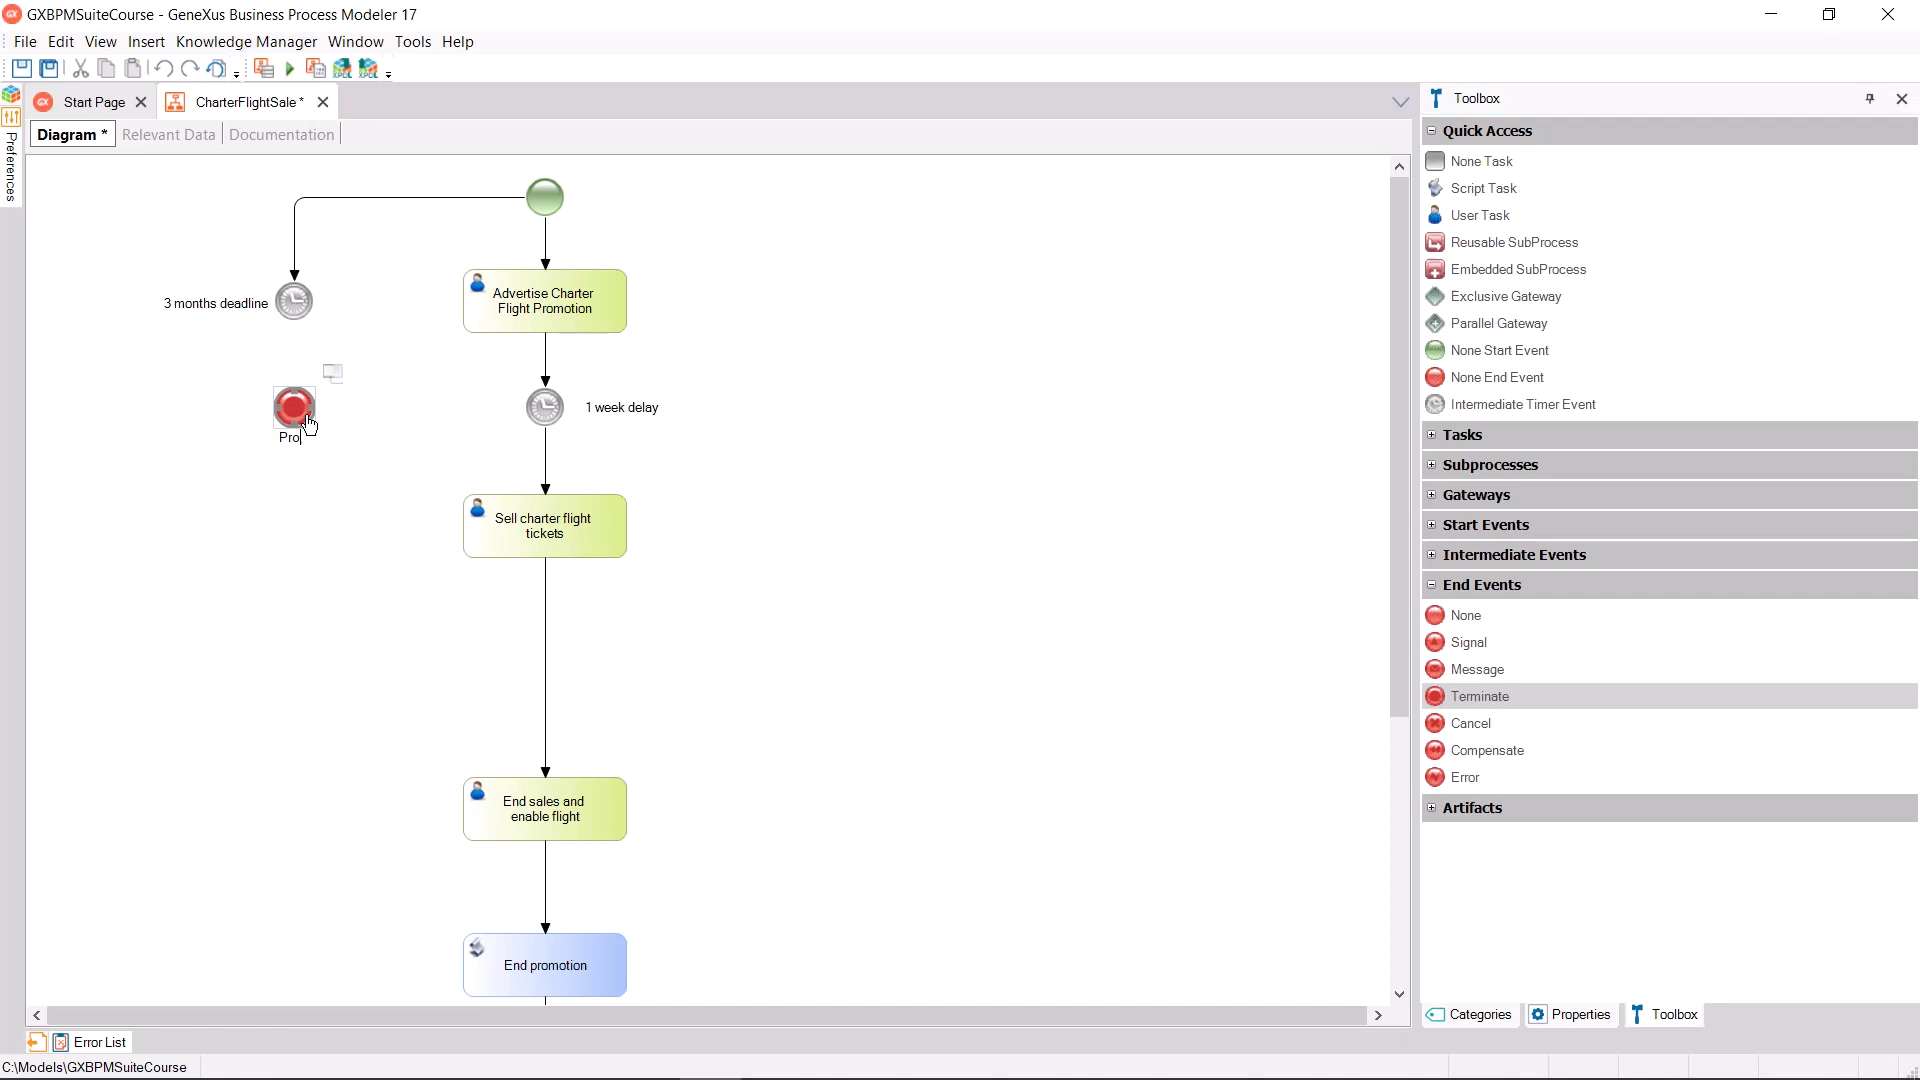 GXBPMSuiteCourse - GeneXus Business Process Modeler 17
File Edit View Insert Knowledge Manager Window Tools Help
Start Page
CharterFlightSale *
Diagram *
Relevant Data
Documentation
Preferences
3 months deadline
Advertise Charter
Flight Promotion
Pro
1 week delay
Sell charter flight
tickets
End sales and
enable flight
End promotion
Toolbox
Quick Access
None Task
Script Task
User Task
Reusable SubProcess
Embedded SubProcess
Exclusive Gateway
Parallel Gateway
None Start Event
None End Event
Intermediate Timer Event
Tasks
Subprocesses
Gateways
Start Events
Intermediate Events
End Events
None
Signal
Message
Terminate
Cancel
Compensate
Error
Artifacts
Categories
Properties
Toolbox
Error List
C:\Models\GXBPMSuiteCourse